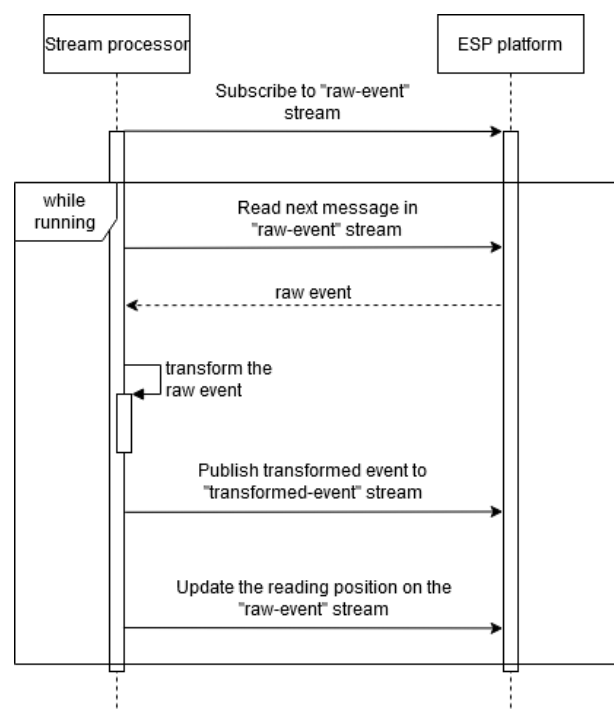 Stream processor
ESP platform
Subscribe to "raw-event"
stream
while
running
Read next message in
"raw-event" stream
raw event
transform the
raw event
Publish transformed event to
"transformed-event" stream
Update the reading position on the
"raw-event" stream